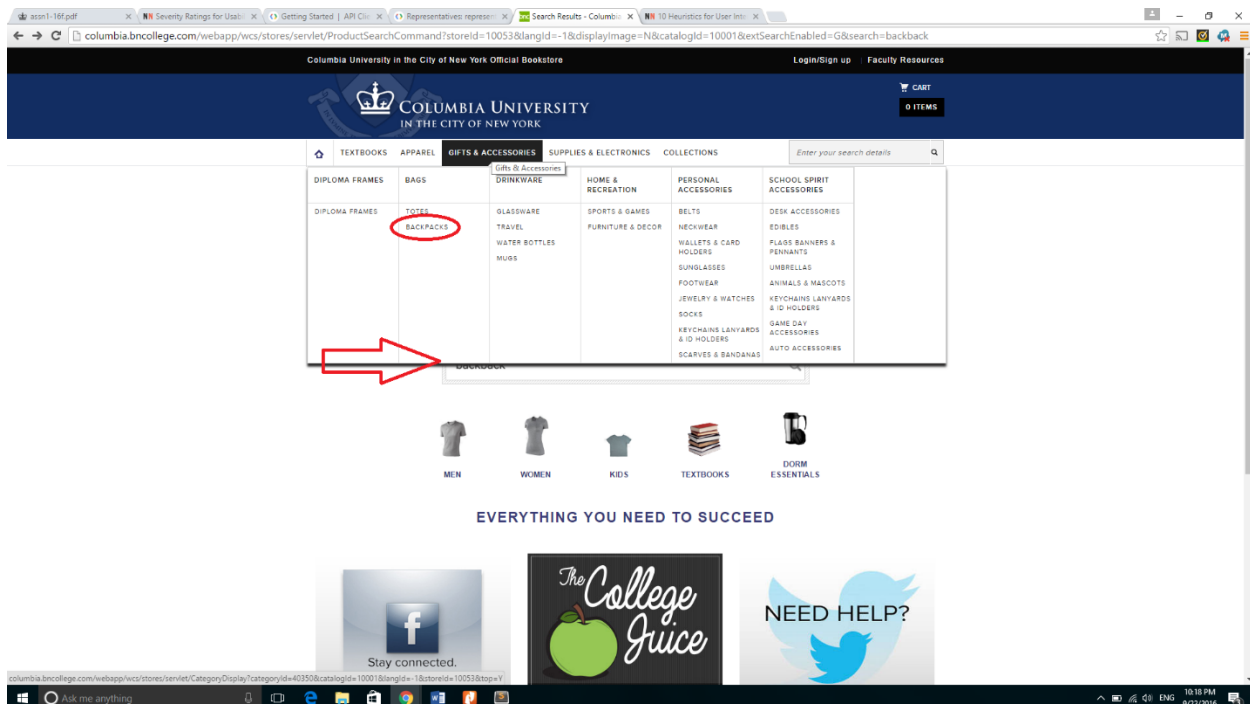 assn1-16f.pdf
NN Severity Ratings for Usabi
Getting Started | API Clic
Representatives: represent
Search Results - Columbia
NN 10 Heuristics for User Inte
columbia.bncollege.com/webapp/wcs/stores/servlet/ProductSearchCommand?storeId=10053&langId=-1&displayImage=N&catalogId=10001&extSearchEnabled=G&search=backback
Columbia University in the City of New York Official Bookstore
Login/Sign up | Faculty Resources
CART
0 ITEMS
COLUMBIA UNIVERSITY
IN THE CITY OF NEW YORK
TEXTBOOKS APPAREL GIFTS & ACCESSORIES SUPPLIES & ELECTRONICS COLLECTIONS
Enter your search details
Gifts & Accessories
DIPLOMA FRAMES
DIPLOMA FRAMES
BAGS
TOTES
BACKPACKS
DRINKWARE
GLASSWARE
TRAVEL
WATER BOTTLES
MUGS
HOME &
RECREATION
SPORTS & GAMES
FURNITURE & DECOR
PERSONAL
ACCESSORIES
BELTS
NECKWEAR
WALLETS & CARD
HOLDERS
SUNGLASSES
FOOTWEAR
JEWELRY & WATCHES
SOCKS
KEYCHAINS LANYARDS
& ID HOLDERS
SCARVES & BANDANAS
SCHOOL SPIRIT
ACCESSORIES
DESK ACCESSORIES
EDIBLES
FLAGS BANNERS &
PENNANTS
UMBRELLAS
ANIMALS & MASCOTS
KEYCHAINS LANYARDS
& ID HOLDERS
GAME DAY
ACCESSORIES
AUTO ACCESSORIES
backback
MEN
WOMEN
KIDS
TEXTBOOKS
DORM
ESSENTIALS
EVERYTHING YOU NEED TO SUCCEED
f
Stay connected.
The
College
Juice
NEED HELP?
columbia.bncollege.com/webapp/wcs/stores/servlet/CategoryDisplay?categoryId=40350&catalogId=10001&langId=-1&storeId=10053&top=Y
Ask me anything
ENG
10:18 PM
9/23/2016